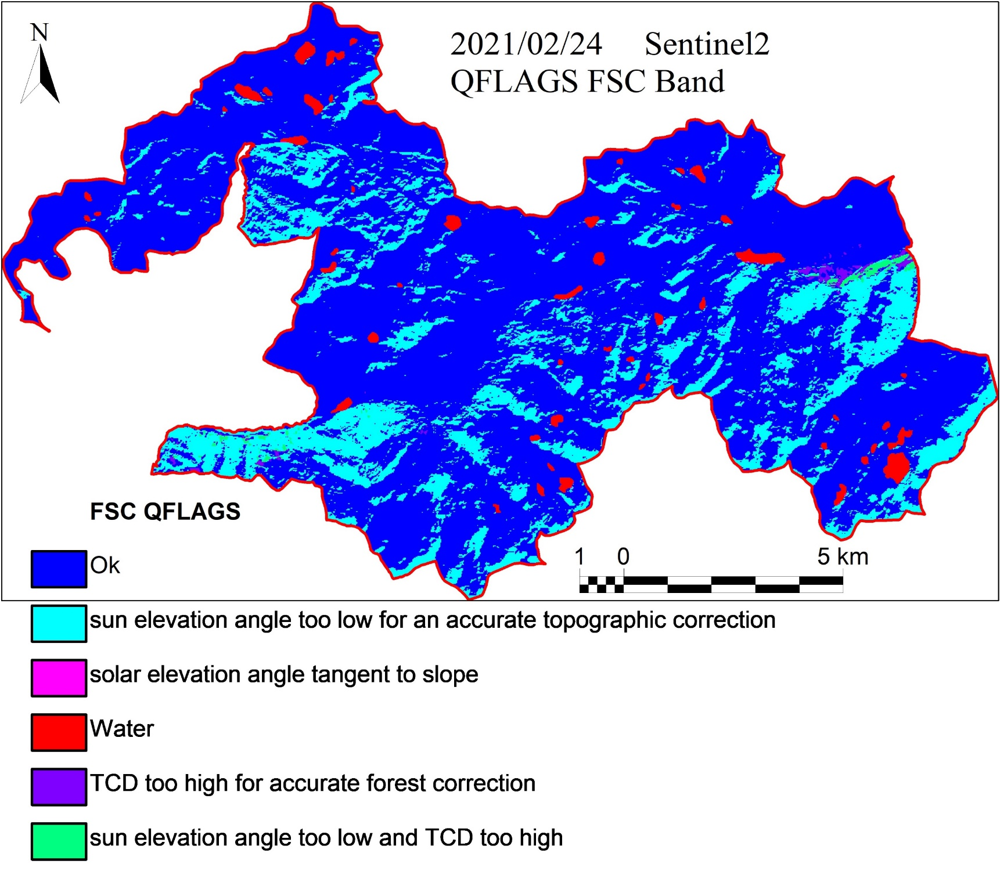 N
2021/02/24 Sentinel2
QFLAGS FSC Band
FSC QFLAGS
1 0 5 km
Ok
sun elevation angle too low for an accurate topographic correction
solar elevation angle tangent to slope
Water
TCD too high for accurate forest correction
sun elevation angle too low and TCD too high